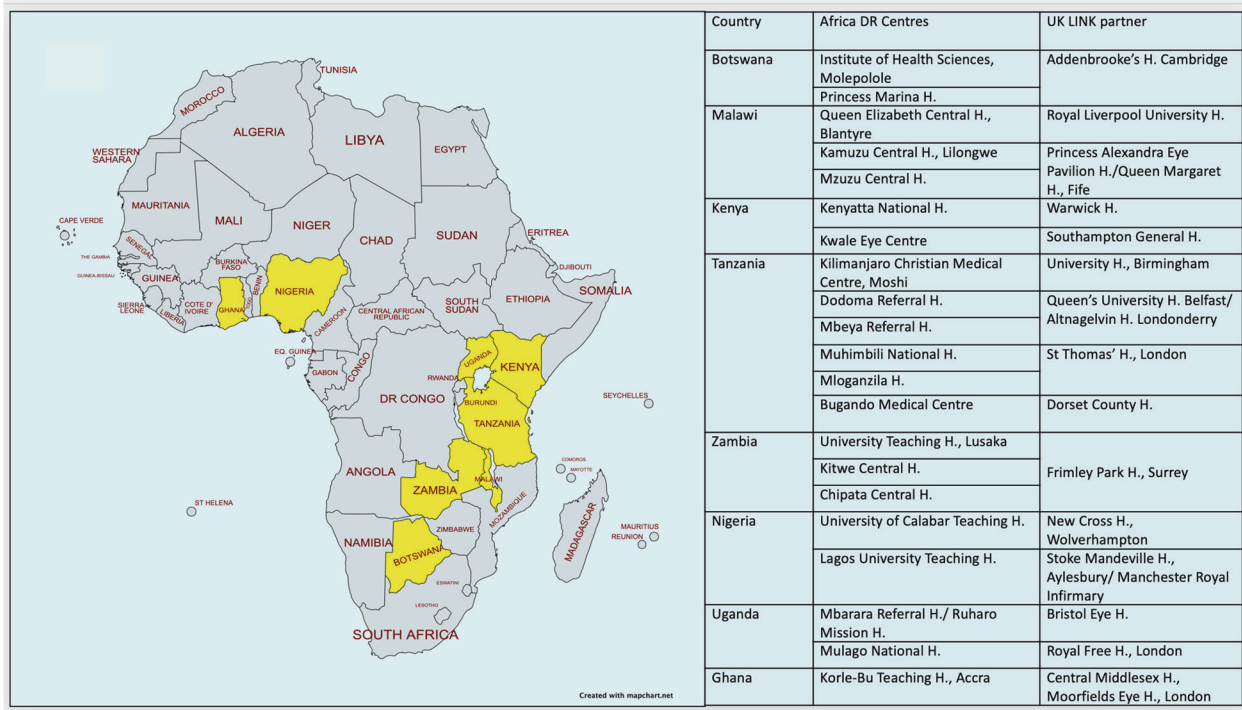 TUNISIA
MOROCCO
ALGERIA
LIBYA
EGYPT
WESTERN
SAHARA
MAURITANIA
MALI
NIGER
CHAD
SUDAN
ERITREA
CAPE VERDE
SENEGAL
THE GAMBIA
GUINEA-BISSAU
GUINEA
BURKINA
FASO
BENIN
TOGO
NIGERIA
DJIBOUTI
SOMALIA
ETHIOPIA
SIERRA
LEONE
LIBERIA
COTE D'
IVOIRE
GHANA
CAMEROON
CENTRAL AFRICAN
REPUBLIC
SOUTH
SUDAN
EQ. GUINEA
GABON
CONGO
UGANDA
KENYA
RWANDA
DR CONGO
BURUNDI
TANZANIA
SEYCHELLES
ANGOLA
ZAMBIA
MALAWI
COMOROS
MAYOTTE
ST HELENA
MOZAMBIQUE
MADAGASCAR
MAURITIUS
REUNION
NAMIBIA
ZIMBABWE
BOTSWANA
ESWATINI
LESOTHO
SOUTH AFRICA
Created with mapchart.net
Country Africa DR Centres UK LINK partner
Botswana Institute of Health Sciences, Addenbrooke's H. Cambridge
Molepolole
Princess Marina H.
Malawi Queen Elizabeth Central H., Royal Liverpool University H.
Blantyre
Kamuzu Central H., Lilongwe Princess Alexandra Eye
Pavilion H./Queen Margaret
Mzuzu Central H.
H., Fife
Kenya Kenyatta National H. Warwick H.
Kwale Eye Centre Southampton General H.
Tanzania Kilimanjaro Christian Medical University H., Birmingham
Centre, Moshi
Dodoma Referral H. Queen's University H. Belfast/
Altnagelvin H. Londonderry
Mbeya Referral H.
Muhimbili National H. St Thomas' H., London
Mloganzila H.
Bugando Medical Centre Dorset County H.
Zambia University Teaching H., Lusaka
Kitwe Central H. Frimley Park H., Surrey
Chipata Central H.
Nigeria University of Calabar Teaching H. New Cross H.,
Wolverhampton
Lagos University Teaching H. Stoke Mandeville H.,
Aylesbury/ Manchester Royal
Infirmary
Uganda Mbarara Referral H./ Ruharo Bristol Eye H.
Mission H.
Mulago National H. Royal Free H., London
Ghana Korle-Bu Teaching H., Accra Central Middlesex H.,
Moorfields Eye H., London